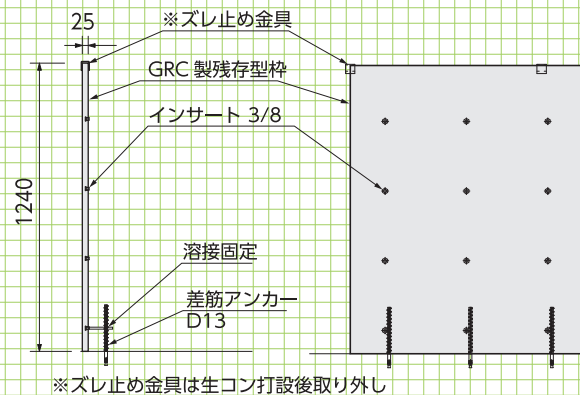 25
※ズレ止め金具
GRC 製残存型枠
インサート 3/8
1240
溶接固定
差筋アンカー
D13
※ズレ止め金具は生コン打設後取り外し